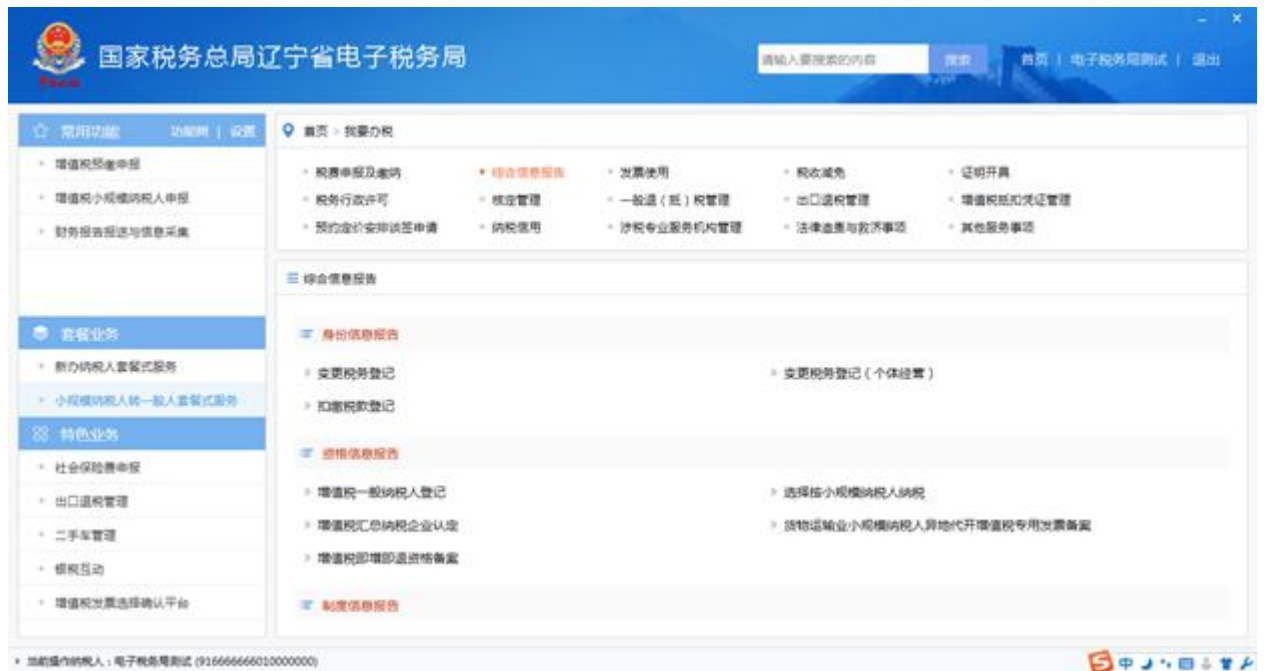 国家税务总局辽宁省电子税务局
请输入要搜索的内容 搜索 首页 | 电子税务局测试 | 退出
常用功能 功能树 | 设置
增值税预缴申报
增值税小规模纳税人申报
财务报告报送与信息采集
套餐业务
新办纳税人套餐式服务
小规模纳税人转一般人套餐式服务
特色业务
社会保险费申报
出口退税管理
二手车管理
银税互动
增值税发票选择确认平台
首页 > 我要办税
税费申报及缴纳 综合信息报告 发票使用 税收减免 证明开具
税务行政许可 核定管理 一般退（抵）税管理 出口退税管理 增值税抵扣凭证管理
预约定价安排谈签申请 纳税信用 涉税专业服务机构管理 法律追责与救济事项 其他服务事项
综合信息报告
身份信息报告
变更税务登记 变更税务登记（个体经营）
扣缴税款登记
资格信息报告
增值税一般纳税人登记 选择按小规模纳税人纳税
增值税汇总纳税企业认定 货物运输业小规模纳税人异地代开增值税专用发票备案
增值税即增即退资格备案
制度信息报告
当前操作纳税人：电子税务局测试 (916666666010000000)
中